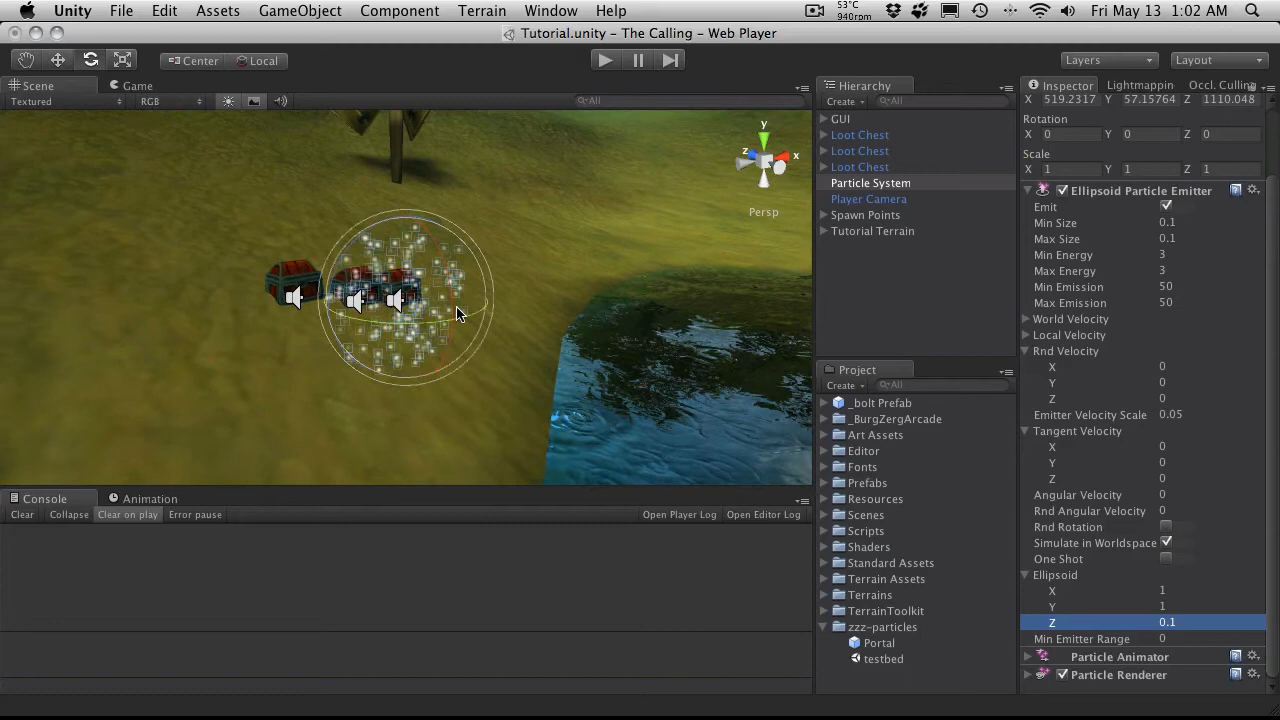 Unity File Edit Assets GameObject Component Terrain Window Help 53°C 940rpm Fri May 13 1:02 AM
Tutorial.unity - The Calling - Web Player
Center Local Layers Layout
Scene Game Hierarchy Inspector Lightmappin Occl. Culling
Textured RGB All Create All X 519.2317 Y 57.15764 Z 1110.048
GUI
Rotation
Loot Chest X 0 Y 0 Z 0
Loot Chest
Scale
Loot Chest X 1 Y 1 Z 1
y
z x
Persp
Particle System
Player Camera
Spawn Points
Tutorial Terrain
Ellipsoid Particle Emitter
Emit
Min Size 0.1
Max Size 0.1
Min Energy 3
Max Energy 3
Min Emission 50
Max Emission 50
World Velocity
Local Velocity
Rnd Velocity
X 0
Y 0
Z 0
Emitter Velocity Scale 0.05
Tangent Velocity
X 0
Y 0
Z 0
Angular Velocity 0
Rnd Angular Velocity 0
Rnd Rotation
Simulate in Worldspace
One Shot
Ellipsoid
X 1
Y 1
Z 0.1
Min Emitter Range 0
Particle Animator
Particle Renderer
Project
Create All
_bolt Prefab
_BurgZergArcade
Art Assets
Editor
Fonts
Prefabs
Resources
Scenes
Scripts
Shaders
Standard Assets
Terrain Assets
Terrains
TerrainToolkit
zzz-particles
Portal
testbed
Console Animation
Clear Collapse Clear on play Error pause Open Player Log Open Editor Log